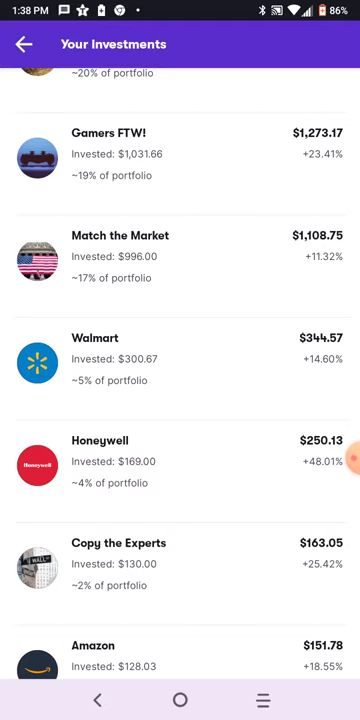 1:38 PM
86%
Your Investments
~20% of portfolio
Gamers FTW!
$1,273.17
Invested: $1,031.66
+23.41%
~19% of portfolio
Match the Market
$1,108.75
Invested: $996.00
+11.32%
~17% of portfolio
Walmart
$344.57
Invested: $300.67
+14.60%
~5% of portfolio
Honeywell
$250.13
Honeywell
Invested: $169.00
+48.01%
~4% of portfolio
Copy the Experts
$163.05
WALL
Invested: $130.00
+25.42%
~2% of portfolio
Amazon
$151.78
Invested: $128.03
+18.55%